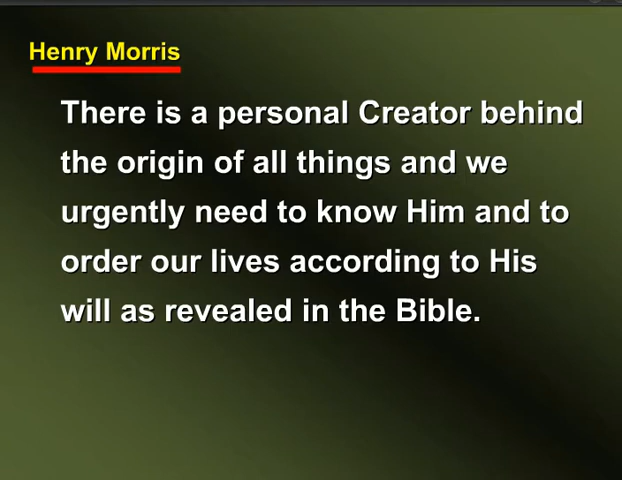 Henry Morris
There is a personal Creator behind
the origin of all things and we
urgently need to know Him and to
order our lives according to His
will as revealed in the Bible.